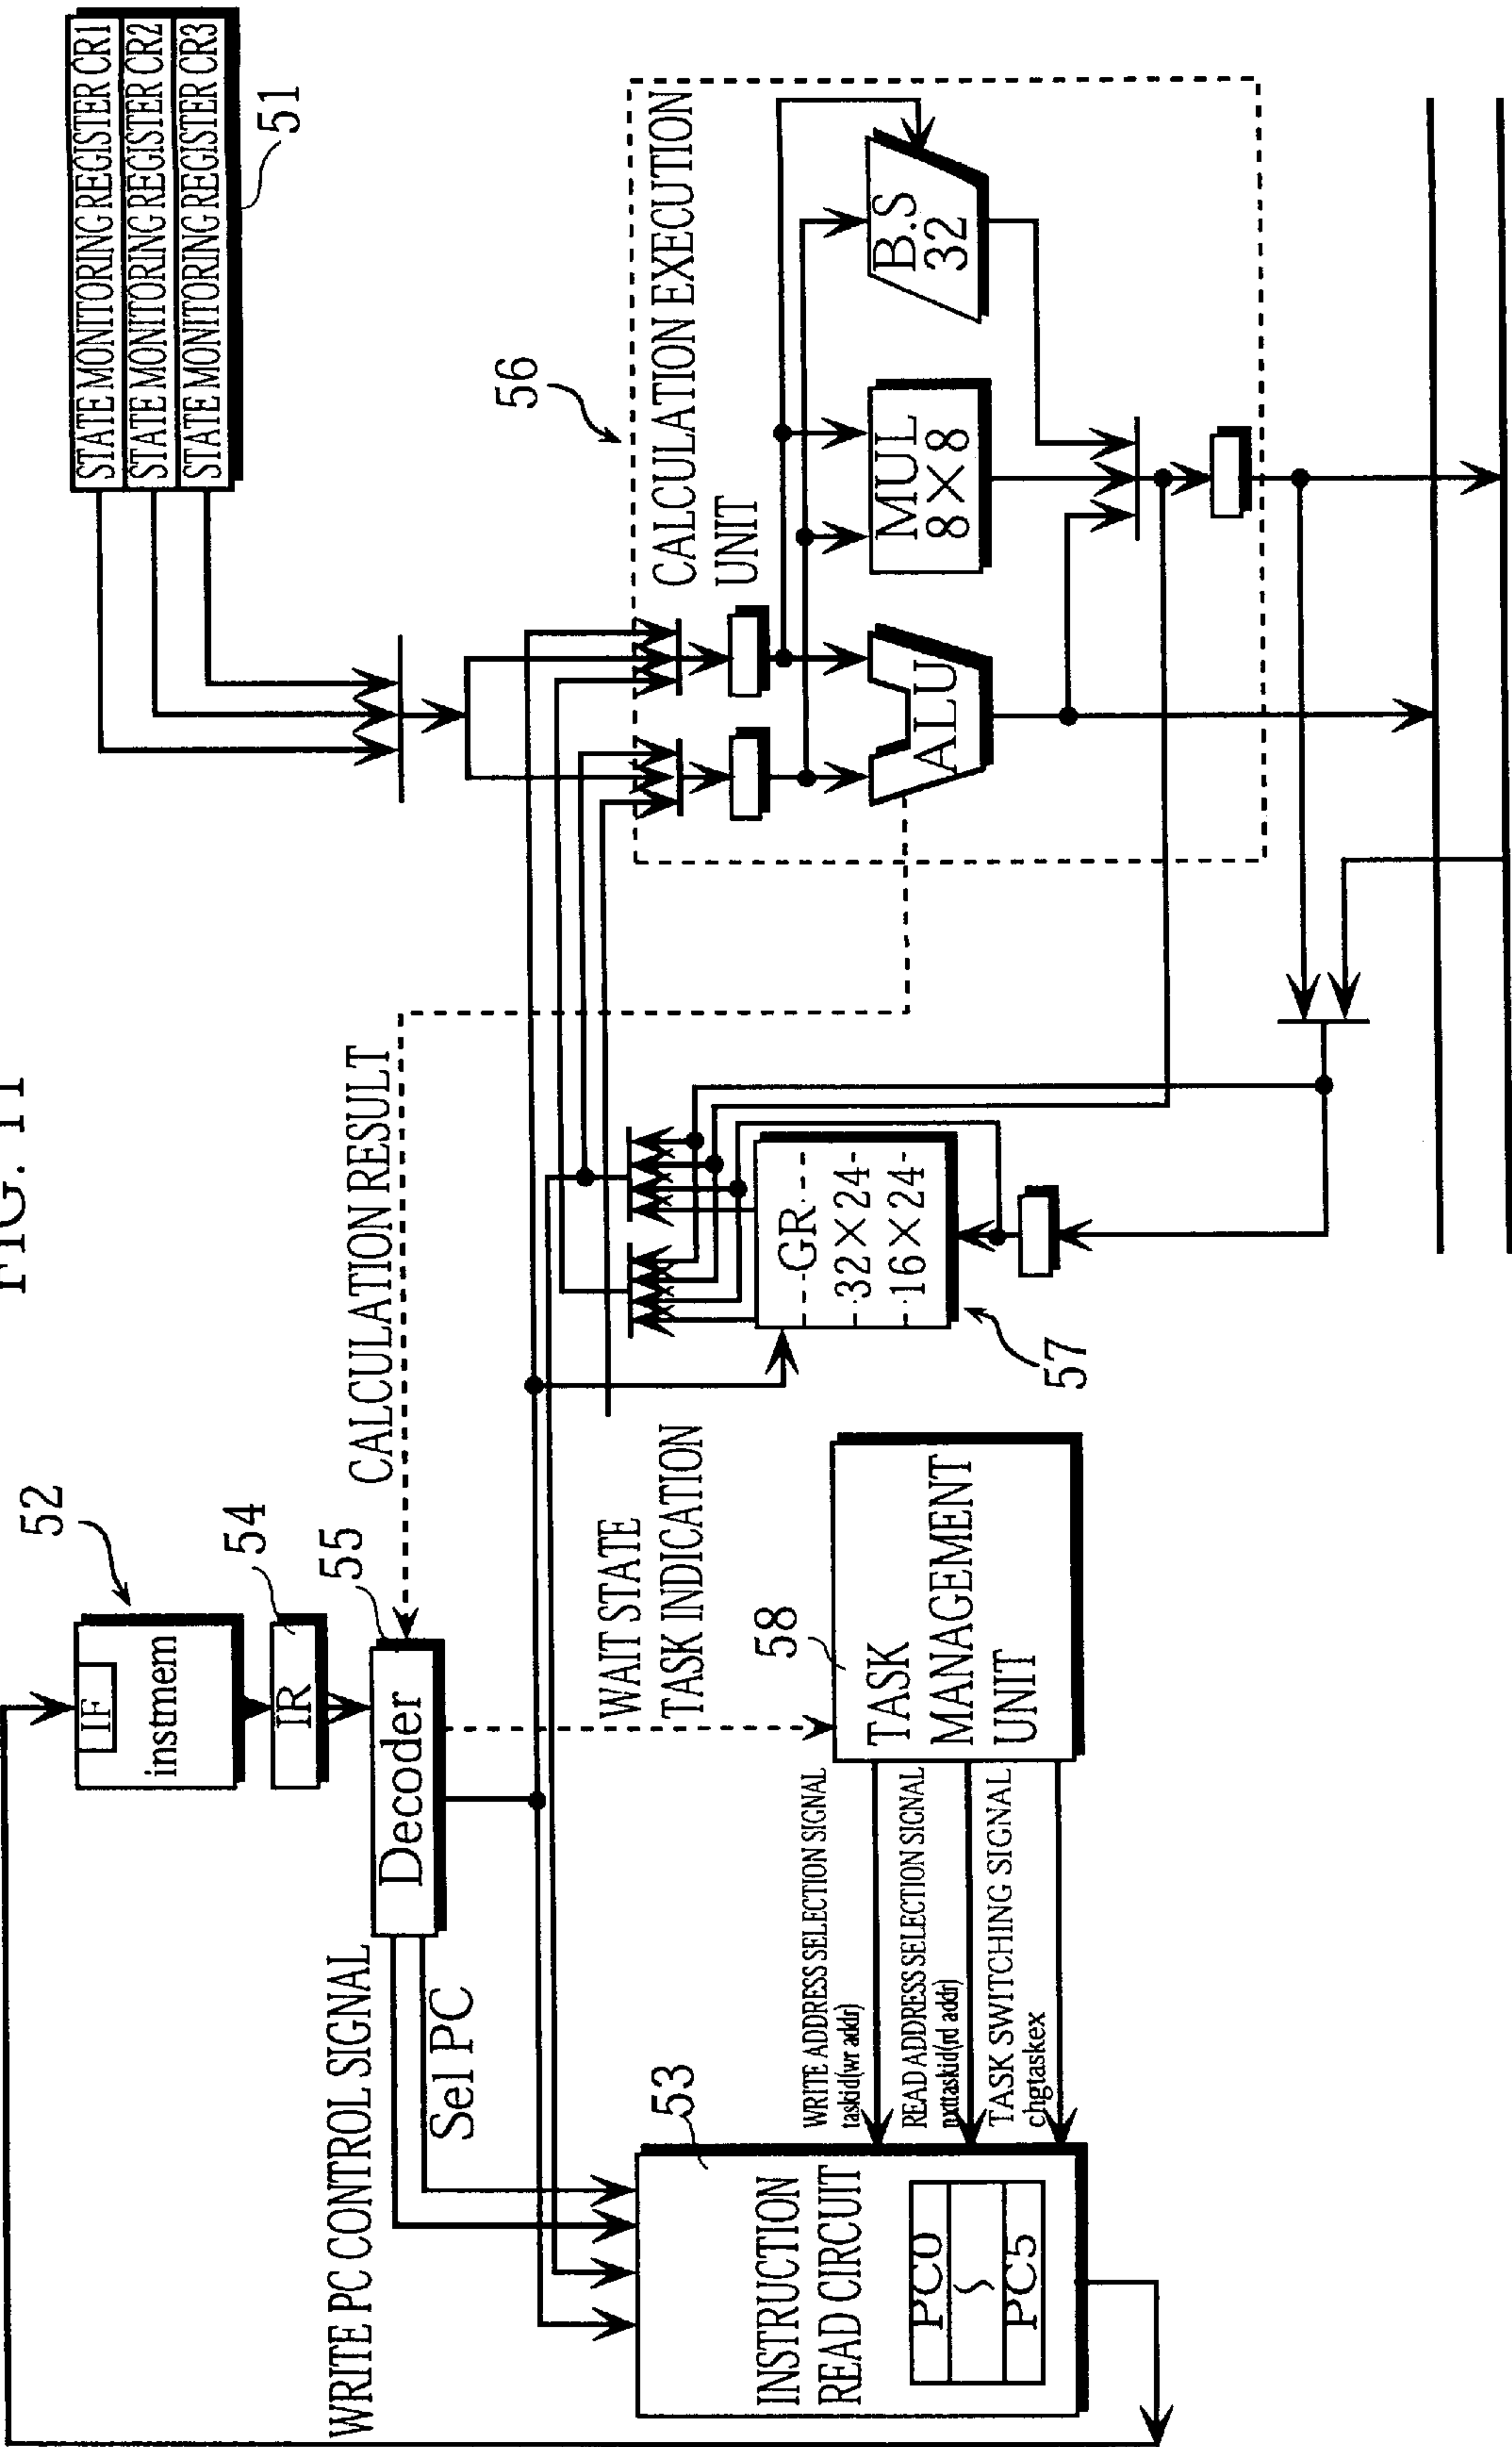 FIG. 11
52
IF
instmem
54
IR
55
Decoder
WRITE PC CONTROL SIGNAL
Sel PC
CALCULATION RESULT
STATE MONITORING REGISTER CR1
STATE MONITORING REGISTER CR2
STATE MONITORING REGISTER CR3
51
53
INSTRUCTION
READ CIRCUIT
PC0
PC5
WRITE ADDRESS SELECTION SIGNAL
taskid(wr addr)
READ ADDRESS SELECTION SIGNAL
nxttaskid(rd addr)
TASK SWITCHING SIGNAL
chgtaskex
WAIT STATE
TASK INDICATION
58
TASK
MANAGEMENT
UNIT
GR
32×24
16×24
57
56
CALCULATION EXECUTION
UNIT
ALU
MUL
8×8
B.S
32